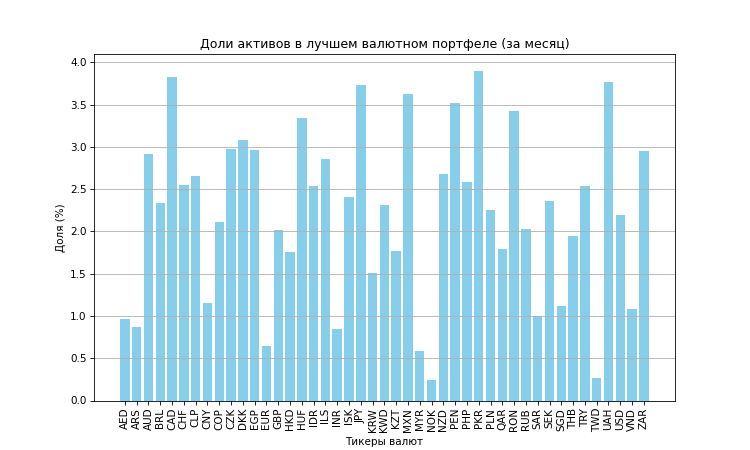 Доли активов в лучшем валютном портфеле (за месяц)
Доля (%)
4.0
3.5
3.0
2.5
2.0
1.5
1.0
0.5
0.0
AED
ARS
AUD
BRL
CAD
CHF
CLP
CNY
COP
CZK
DKK
EGP
EUR
GBP
HKD
HUF
IDR
ILS
INR
ISK
JPY
KRW
KWD
KZT
MXN
MYR
NOK
NZD
PEN
PHP
PKR
PLN
QAR
RON
RUB
SAR
SEK
SGD
THB
TRY
TWD
UAH
USD
VND
ZAR
Тикеры валют